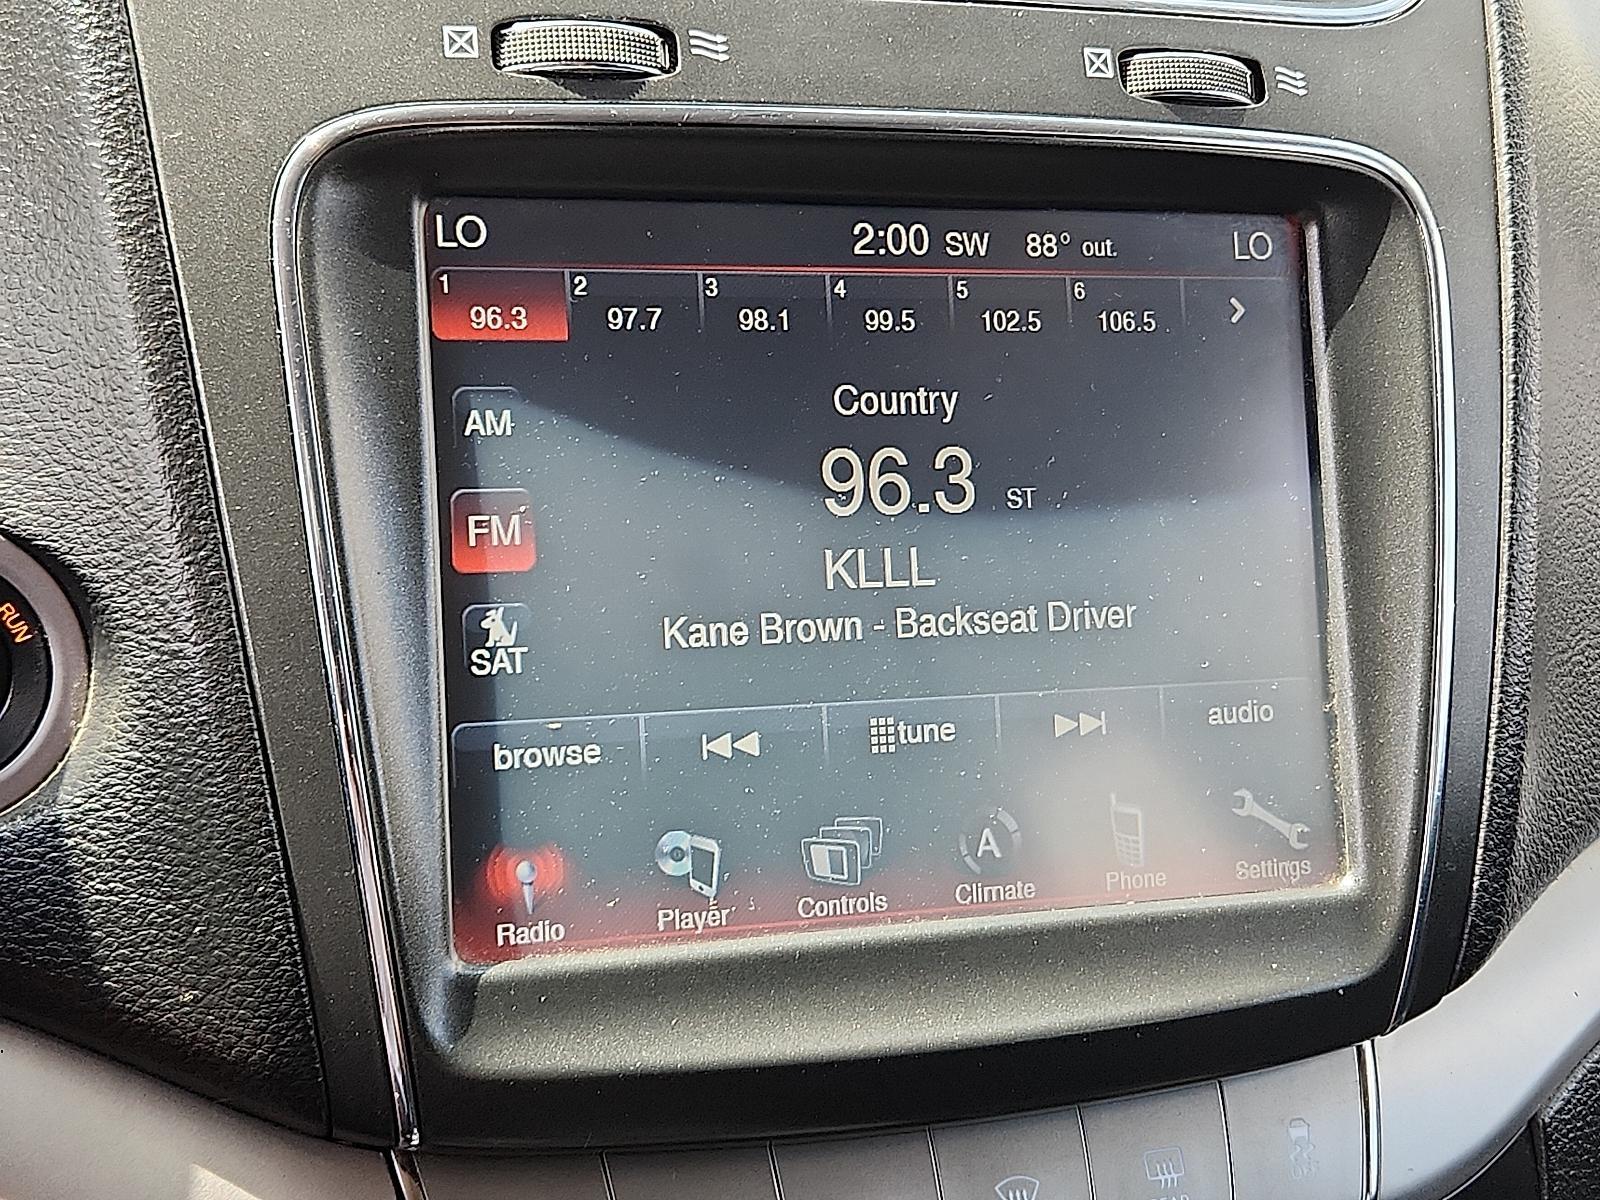 LO 2:00 SW 88° out. LO
1 2 3 4 5 6
96.3 97.7 98.1 99.5 102.5 106.5
Country
AM
96.3 ST
FM
KLLL
Kane Brown - Backseat Driver
SAT
browse tune audio
A
Radio Player Controls Climate Phone Settings
RUN